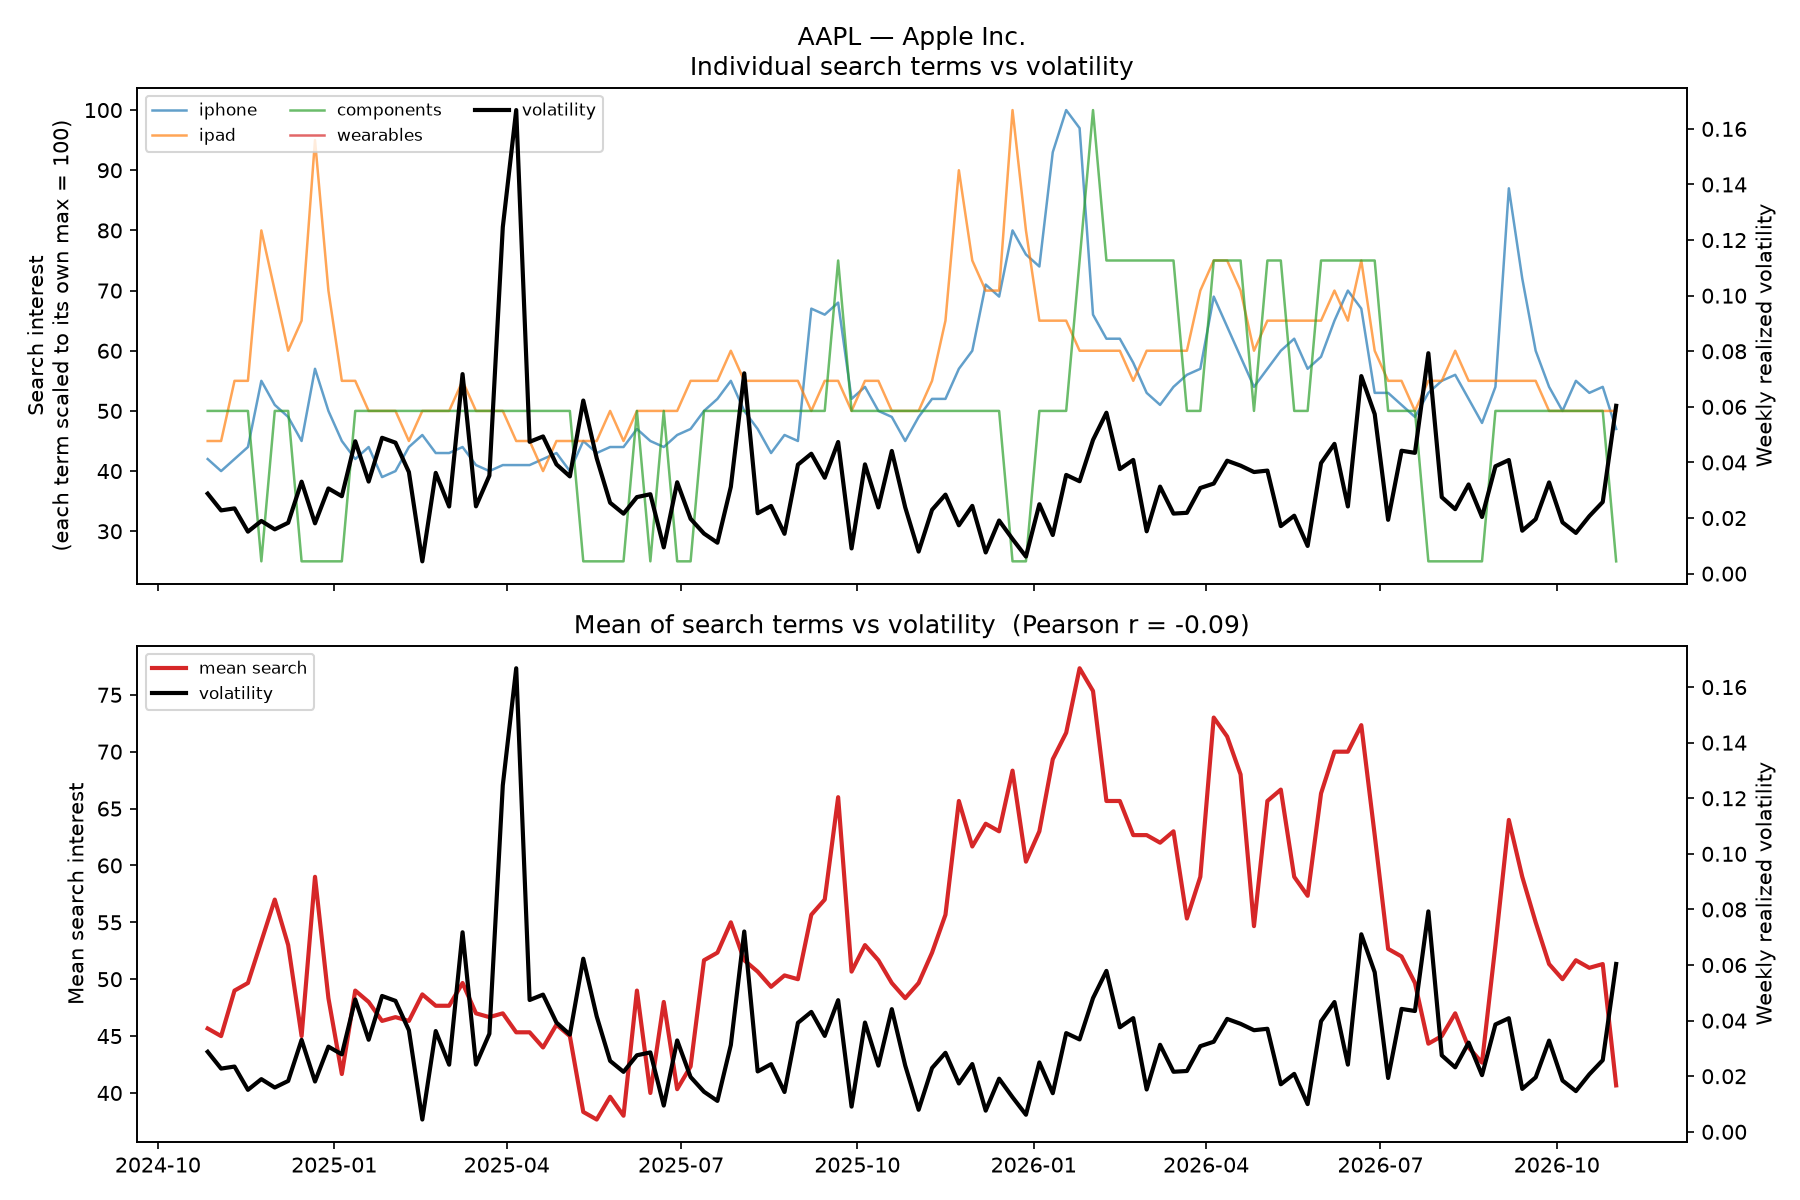 AAPL — Apple Inc.
Individual search terms vs volatility
iphone
ipad
components
wearables
volatility
Search interest
(each term scaled to its own max = 100)
100
90
80
70
60
50
40
30
0.16
0.14
0.12
0.10
0.08
0.06
0.04
0.02
0.00
Weekly realized volatility
Mean of search terms vs volatility (Pearson r = -0.09)
mean search
volatility
Mean search interest
75
70
65
60
55
50
45
40
0.16
0.14
0.12
0.10
0.08
0.06
0.04
0.02
0.00
Weekly realized volatility
2024-10
2025-01
2025-04
2025-07
2025-10
2026-01
2026-04
2026-07
2026-10